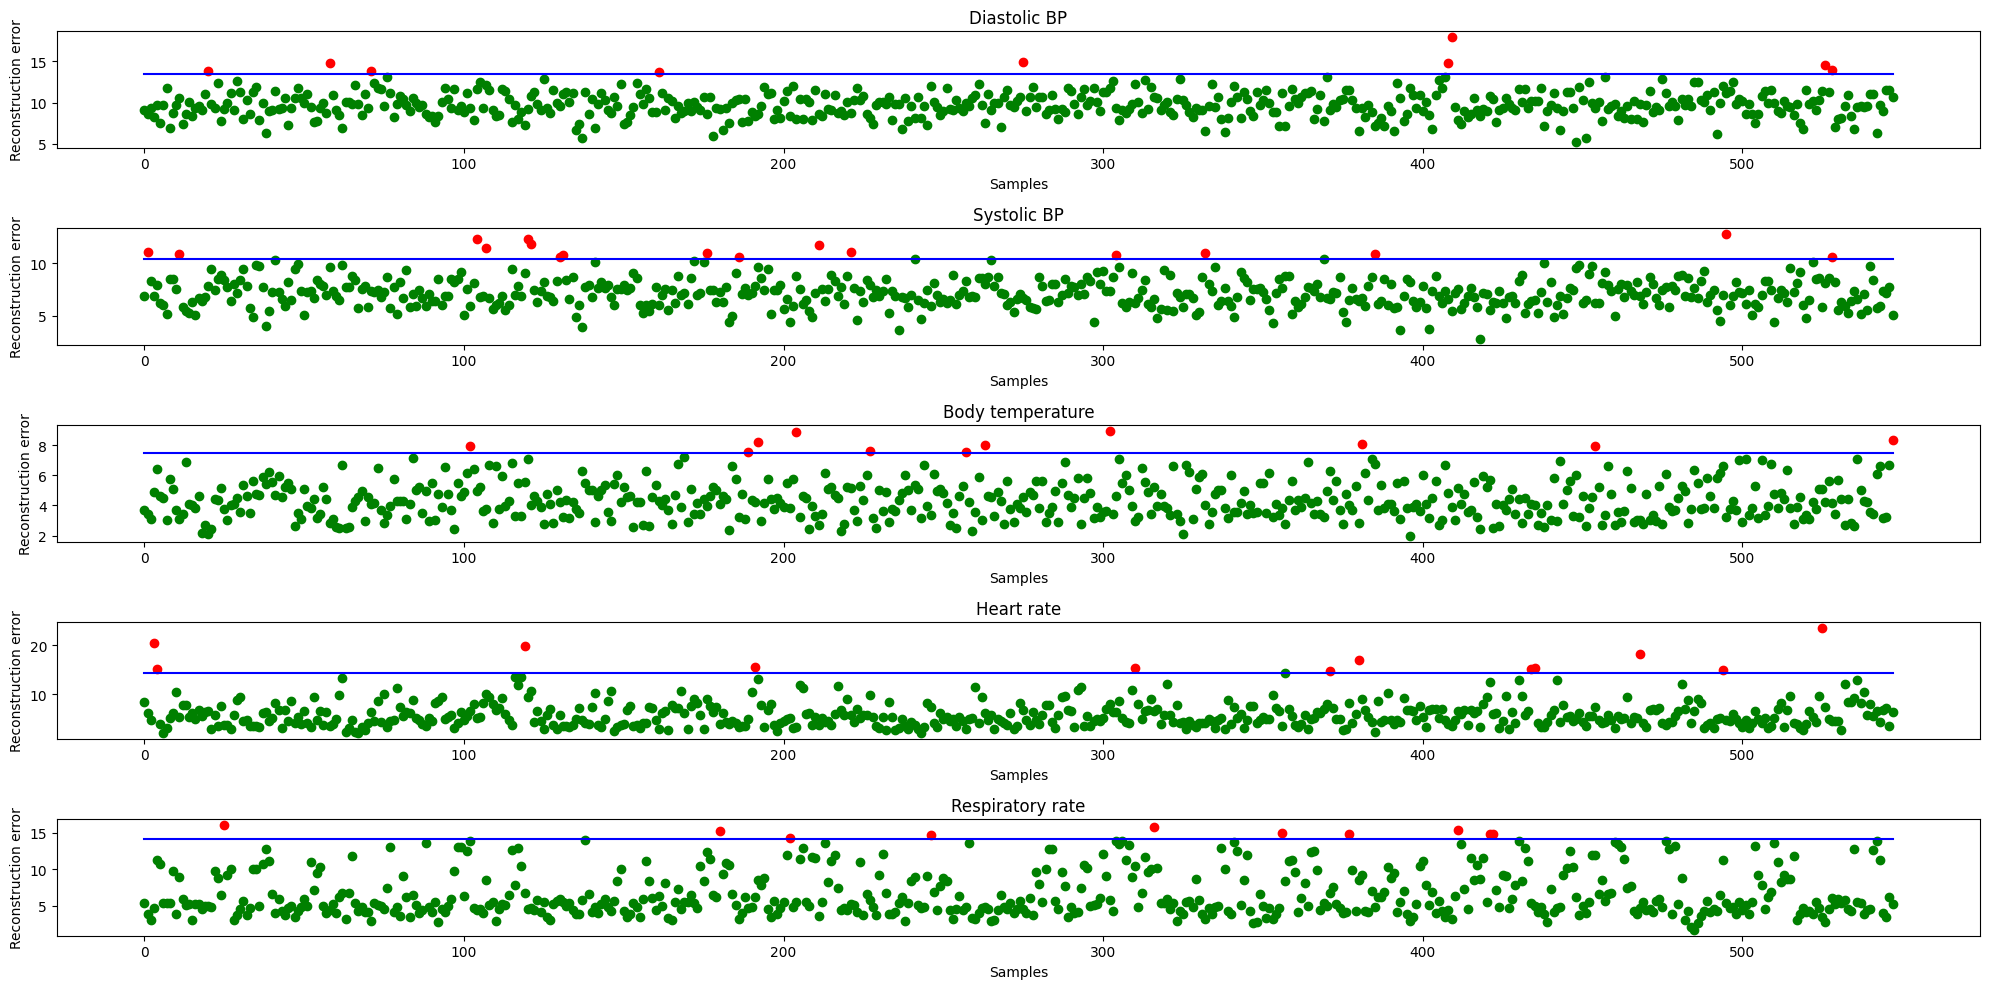 Diastolic BP
Reconstruction error
15
10
5
0 100 200 300 400 500
Samples
Systolic BP
Reconstruction error
10
5
0 100 200 300 400 500
Samples
Body temperature
Reconstruction error
8
6
4
2
0 100 200 300 400 500
Samples
Heart rate
Reconstruction error
20
10
0 100 200 300 400 500
Samples
Respiratory rate
Reconstruction error
15
10
5
0 100 200 300 400 500
Samples